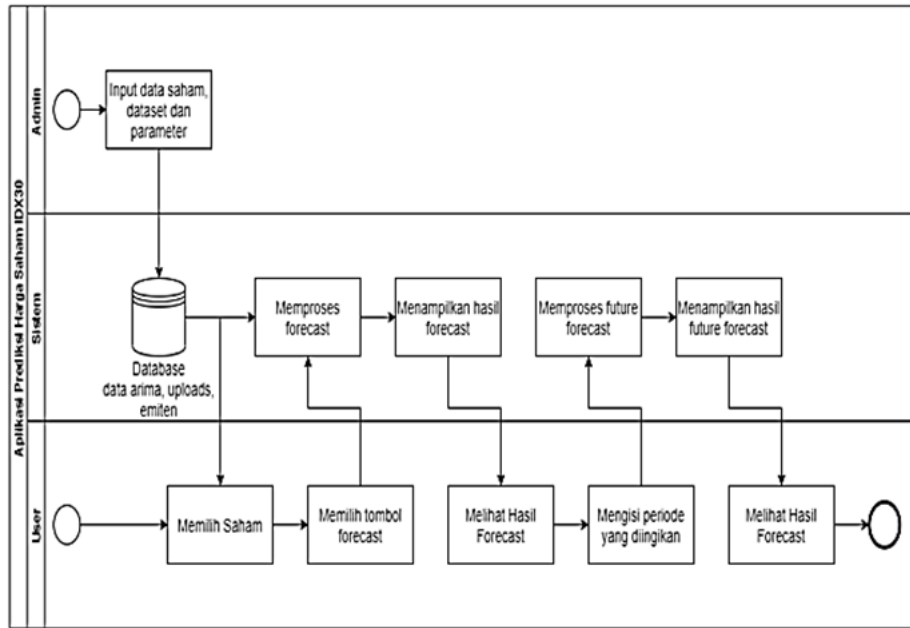 Aplikasi Prediksi Harga Saham IDX30
Admin
Input data saham,
dataset dan
parameter
Sistem
Database
data arima, uploads,
emiten
Memproses
forecast
Menampilkan hasil
forecast
Memproses future
forecast
Menampilkan hasil
future forecast
User
Memilih Saham
Memilih tombol
forecast
Melihat Hasil
Forecast
Mengisi periode
yang diingikan
Melihat Hasil
Forecast